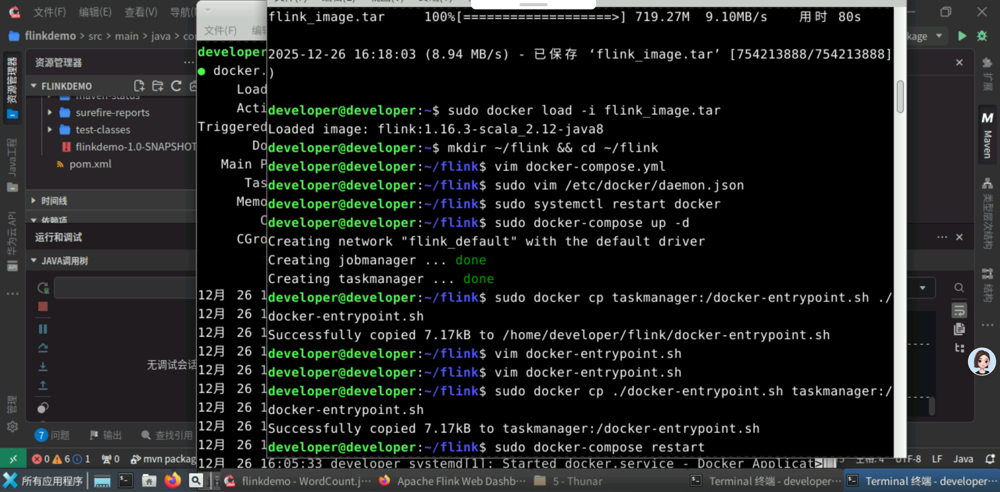 文件(F) 编辑(E) 查看(V) 导航(
flinkdemo > src > main > java > co
资源管理器 ···
FLINKDEMO
maven-status
surefire-reports
test-classes
flinkdemo-1.0-SNAPSHOT
pom.xml
时间线
依赖项
运行和调试
JAVA调用树
无调试会话
7 问题 输出 查找引用
0 6 1 0 mvn packag
资源管理器
Java工程
华为云 API
API
管理
文件(F) 编辑
developer
● docker.
Load
Acti
Triggered
Do
Main P
Tas
Memo
C
CGro
12月 26 1
12月 26 1
12月 26 1
12月 26 1
12月 26 1
12月 26 1
12月 26 1
12月 26 1
12月 26 1
12月 26 16:05:33 developer systemd[1]: Started docker.service - Docker Applicat>
flink_image.tar 100%[===================>] 719.27M 9.10MB/s 用时 80s
2025-12-26 16:18:03 (8.94 MB/s) - 已保存 ‘flink_image.tar’ [754213888/754213888]
)
developer@developer:~$ sudo docker load -i flink_image.tar
Loaded image: flink:1.16.3-scala_2.12-java8
developer@developer:~$ mkdir ~/flink && cd ~/flink
developer@developer:~/flink$ vim docker-compose.yml
developer@developer:~/flink$ sudo vim /etc/docker/daemon.json
developer@developer:~/flink$ sudo systemctl restart docker
developer@developer:~/flink$ sudo docker-compose up -d
Creating network "flink_default" with the default driver
Creating jobmanager ... done
Creating taskmanager ... done
developer@developer:~/flink$ sudo docker cp taskmanager:/docker-entrypoint.sh ./
docker-entrypoint.sh
Successfully copied 7.17kB to /home/developer/flink/docker-entrypoint.sh
developer@developer:~/flink$ vim docker-entrypoint.sh
developer@developer:~/flink$ vim docker-entrypoint.sh
developer@developer:~/flink$ sudo docker cp ./docker-entrypoint.sh taskmanager:/
docker-entrypoint.sh
Successfully copied 7.17kB to taskmanager:/docker-entrypoint.sh
developer@developer:~/flink$ sudo docker-compose restart
kage
扩展
Maven
类型层次结构
结构
空格: 4 UTF-8 LF Java
所有应用程序 flinkdemo - WordCount.j··· Apache Flink Web Dashb··· 5 - Thunar Terminal 终端 - developer··· Terminal 终端 - developer···